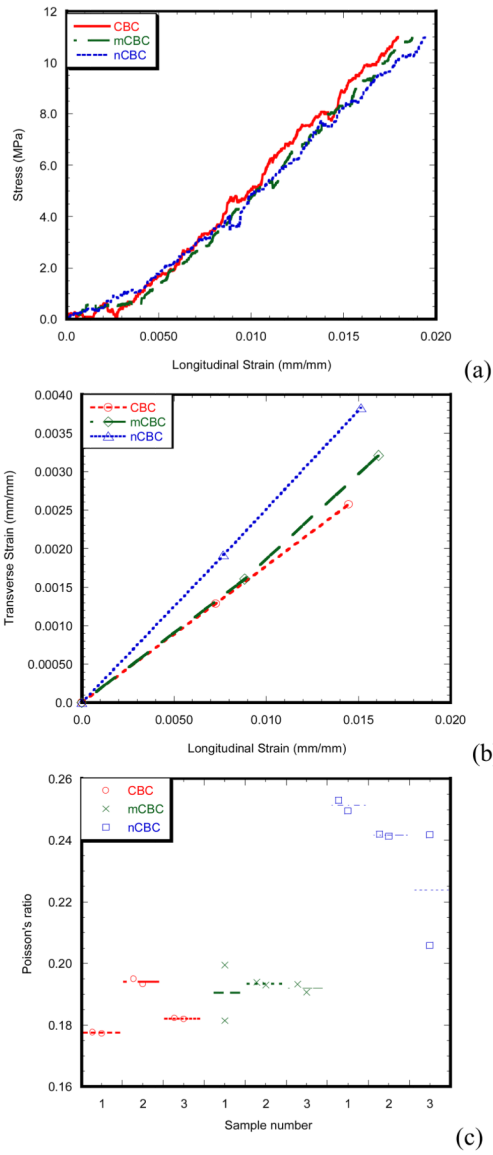 12
CBC
mCBC
nCBC
10
8.0
6.0
4.0
2.0
0.0
Stress (MPa)
0.0 0.0050 0.010 0.015 0.020
Longitudinal Strain (mm/mm)
(a)
0.0040
CBC
mCBC
nCBC
0.0035
0.0030
0.0025
0.0020
0.0015
0.0010
0.00050
0.0
Transverse Strain (mm/mm)
0.0 0.0050 0.010 0.015 0.020
Longitudinal Strain (mm/mm)
(b
0.26
CBC
mCBC
nCBC
0.24
0.22
0.20
0.18
0.16
Poisson's ratio
1 2 3 1 2 3 1 2 3
Sample number
(c)